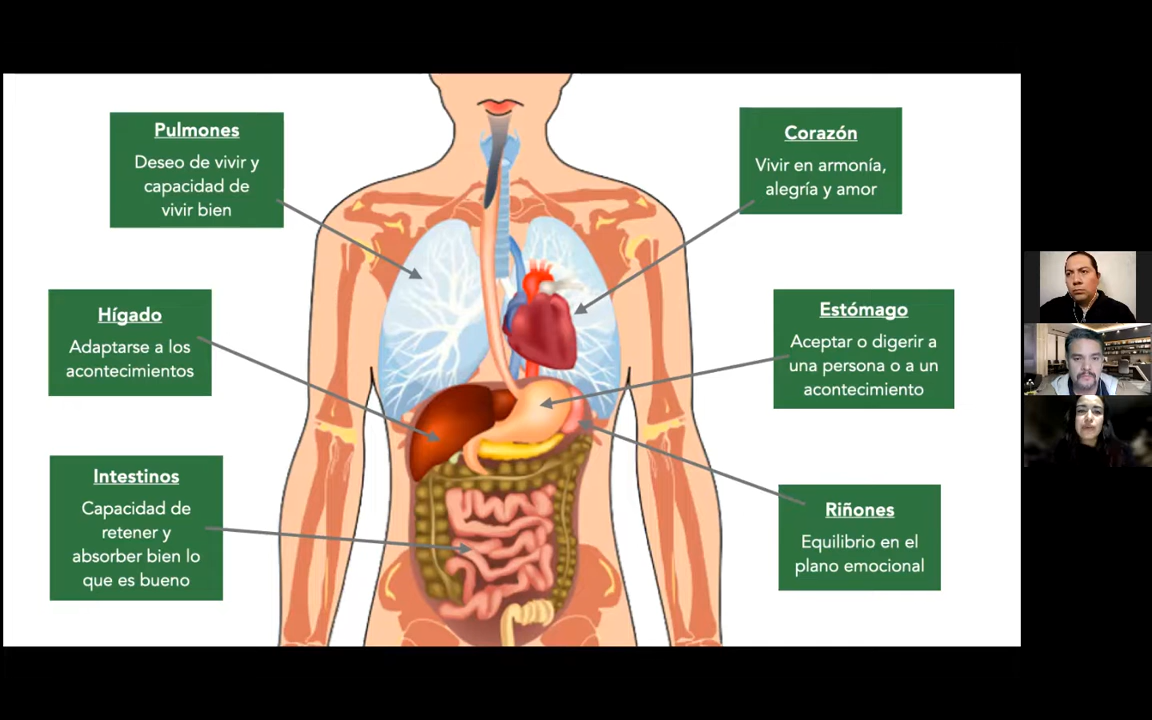 Pulmones
Deseo de vivir y
capacidad de
vivir bien
Corazón
Vivir en armonía,
alegría y amor
Hígado
Adaptarse a los
acontecimientos
Estómago
Aceptar o digerir a
una persona o a un
acontecimiento
Intestinos
Capacidad de
retener y
absorber bien lo
que es bueno
Riñones
Equilibrio en el
plano emocional